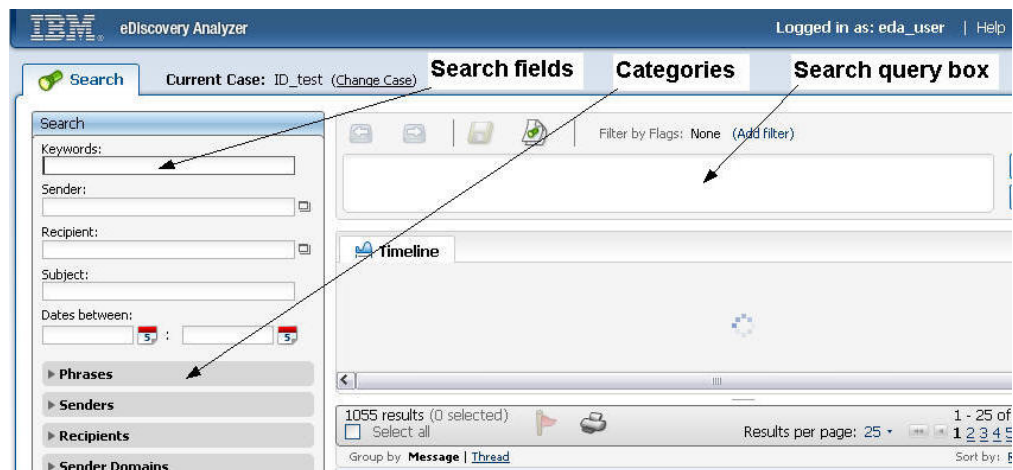 IBM. eDiscovery Analyzer Logged in as: eda_user | Help
Search Current Case: ID_test (Change Case) Search fields Categories Search query box
Search
Filter by Flags: None (Add filter)
Keywords:
Sender:
Recipient:
Timeline
Subject:
Dates between:
5 : 5
Phrases
Senders
1055 results (0 selected)
1 - 25 of
Select all
Results per page: 25
1 2 3 4 5
Recipients
Group by Message | Thread
Sort by:
Sender Domains